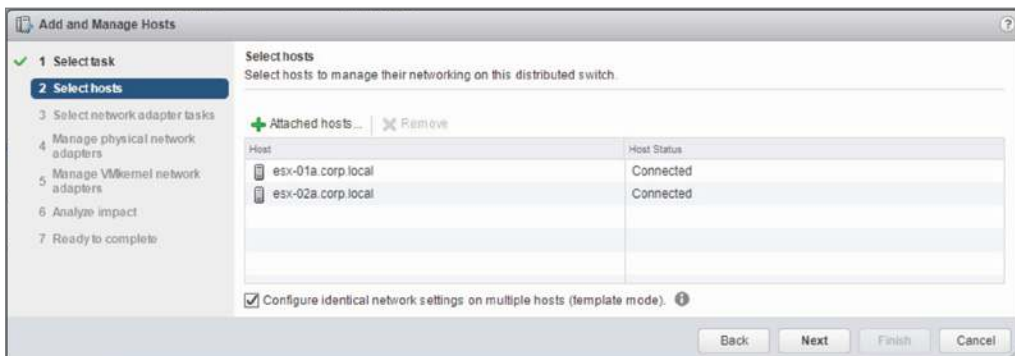 Add and Manage Hosts
?
1 Select task
2 Select hosts
3 Select network adapter tasks
4 Manage physical network
adapters
5 Manage VMkernel network
adapters
6 Analyze impact
7 Ready to complete
Select hosts
Select hosts to manage their networking on this distributed switch.
Attached hosts... Remove
Host Host Status
esx-01a.corp.local Connected
esx-02a.corp.local Connected
Configure identical network settings on multiple hosts (template mode). i
Back Next Finish Cancel